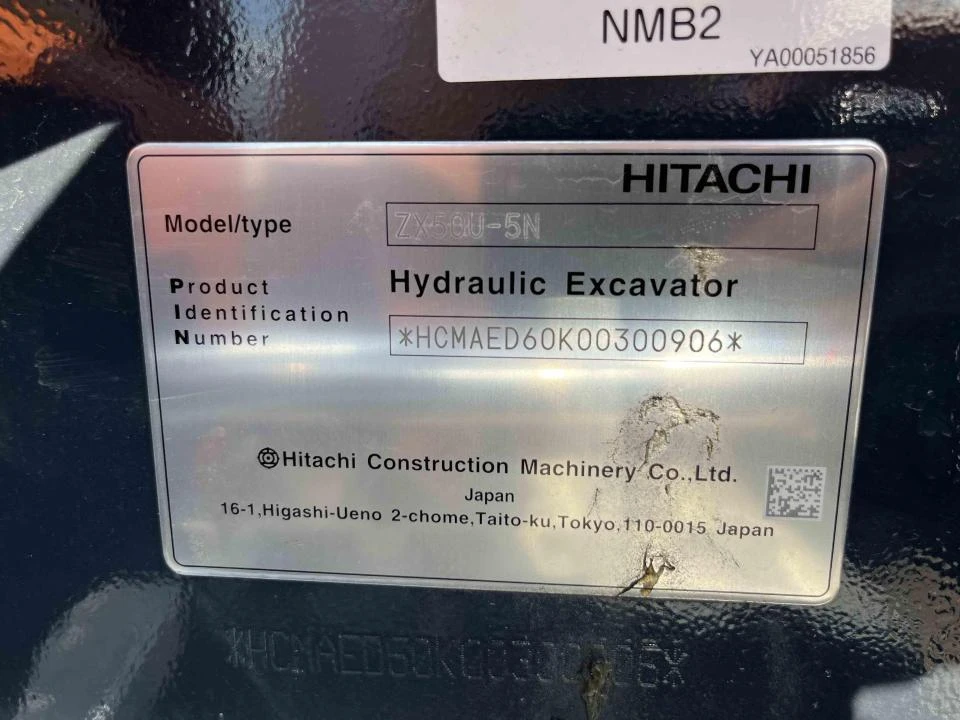 NMB2
YA00051856
HITACHI
Model/type ZX50U-5N
Hydraulic Excavator
Product
Identification
Number *HCMAED60K00300906*
Hitachi Construction Machinery Co.,Ltd.
Japan
16-1,Higashi-Ueno 2-chome,Taito-ku,Tokyo,110-0015 Japan